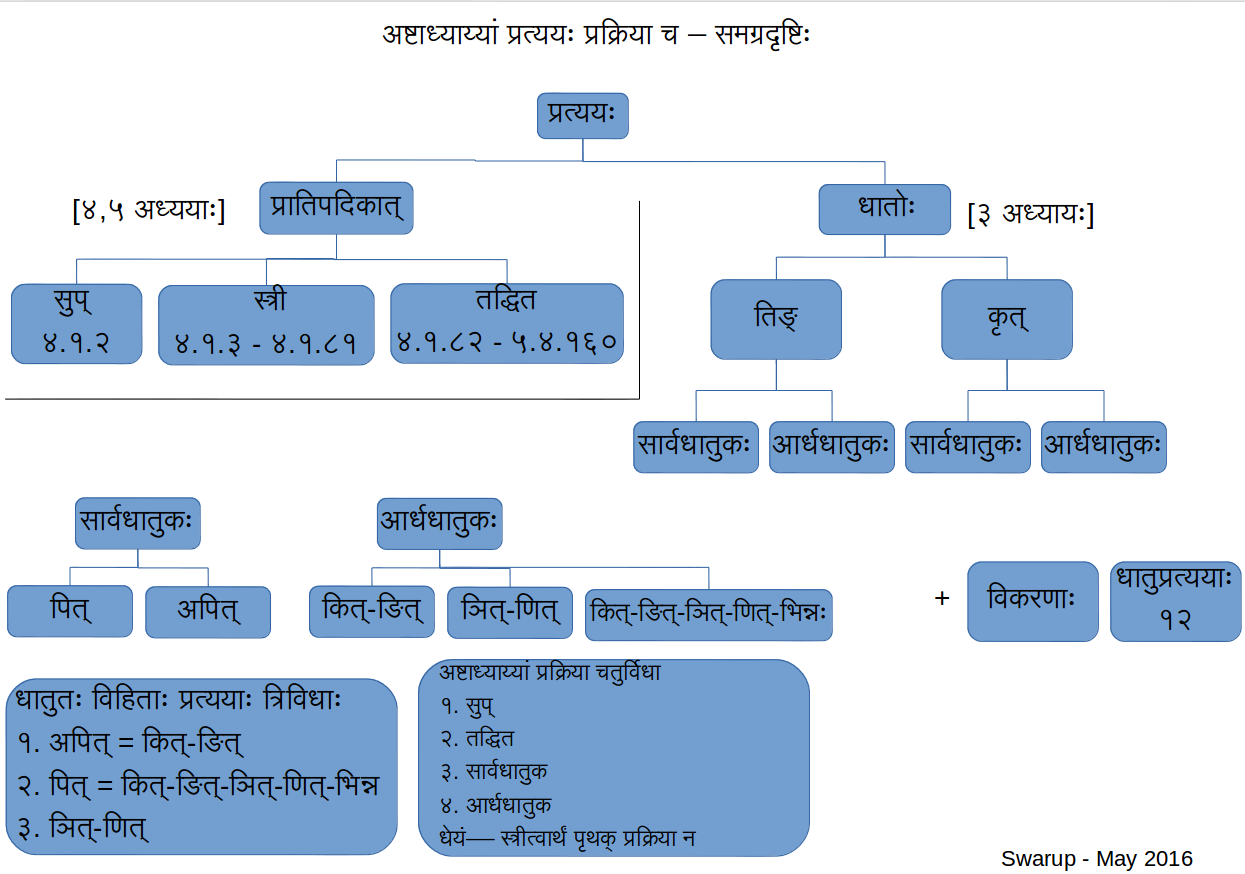 अष्टाध्याय्यां प्रत्ययः प्रक्रिया च – समग्रदृष्टिः
प्रत्ययः
[४,५ अध्ययाः]
प्रातिपदिकात्
धातोः
[३ अध्यायः]
सुप्
४.१.२
स्त्री
४.१.३ - ४.१.८१
तद्धित
४.१.८२ - ५.४.१६०
तिङ्
कृत्
सार्वधातुकः
आर्धधातुकः
सार्वधातुकः
आर्धधातुकः
सार्वधातुकः
आर्धधातुकः
पित्
अपित्
कित्-ङित्
ञित्-णित्
कित्-ङित्-ञित्-णित्-भिन्नः
+
विकरणाः
धातुप्रत्ययाः
१२
धातुतः विहिताः प्रत्ययाः त्रिविधाः
१. अपित् = कित्-ङित्
२. पित् = कित्-ङित्-ञित्-णित्-भिन्न
३. ञित्-णित्
अष्टाध्याय्यां प्रक्रिया चतुर्विधा
१. सुप्
२. तद्धित
३. सार्वधातुक
४. आर्धधातुक
धेयं— स्त्रीत्वार्थं पृथक् प्रक्रिया न
Swarup - May 2016